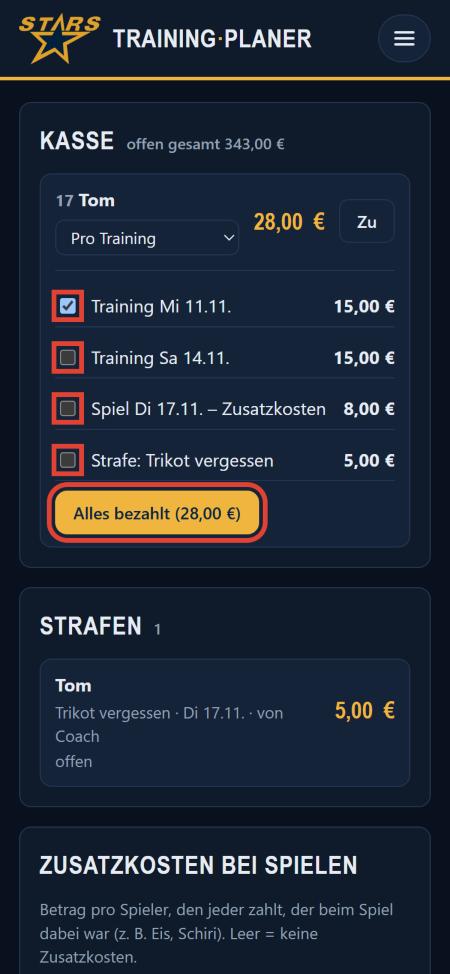 STARS
TRAINING·PLANER
KASSE offen gesamt 343,00 €
17 Tom
Pro Training
28,00 €
Zu
Training Mi 11.11. 15,00 €
Training Sa 14.11. 15,00 €
Spiel Di 17.11. – Zusatzkosten 8,00 €
Strafe: Trikot vergessen 5,00 €
Alles bezahlt (28,00 €)
STRAFEN 1
Tom
Trikot vergessen · Di 17.11. · von
Coach
offen
5,00 €
ZUSATZKOSTEN BEI SPIELEN
Betrag pro Spieler, den jeder zahlt, der beim Spiel
dabei war (z. B. Eis, Schiri). Leer = keine
Zusatzkosten.